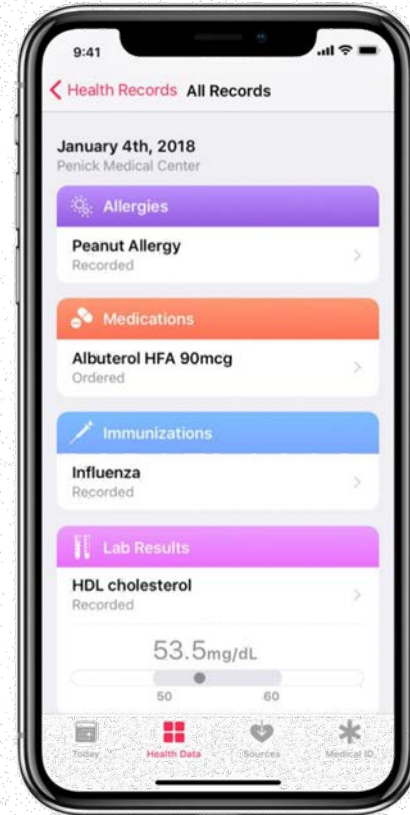 9:41
Health Records All Records
January 4th, 2018
Penick Medical Center
Allergies
Peanut Allergy
Recorded
Medications
Albuterol HFA 90mcg
Ordered
Immunizations
Influenza
Recorded
Lab Results
HDL cholesterol
Recorded
53.5mg/dL
50 60
Today Health Data Sources Medical ID